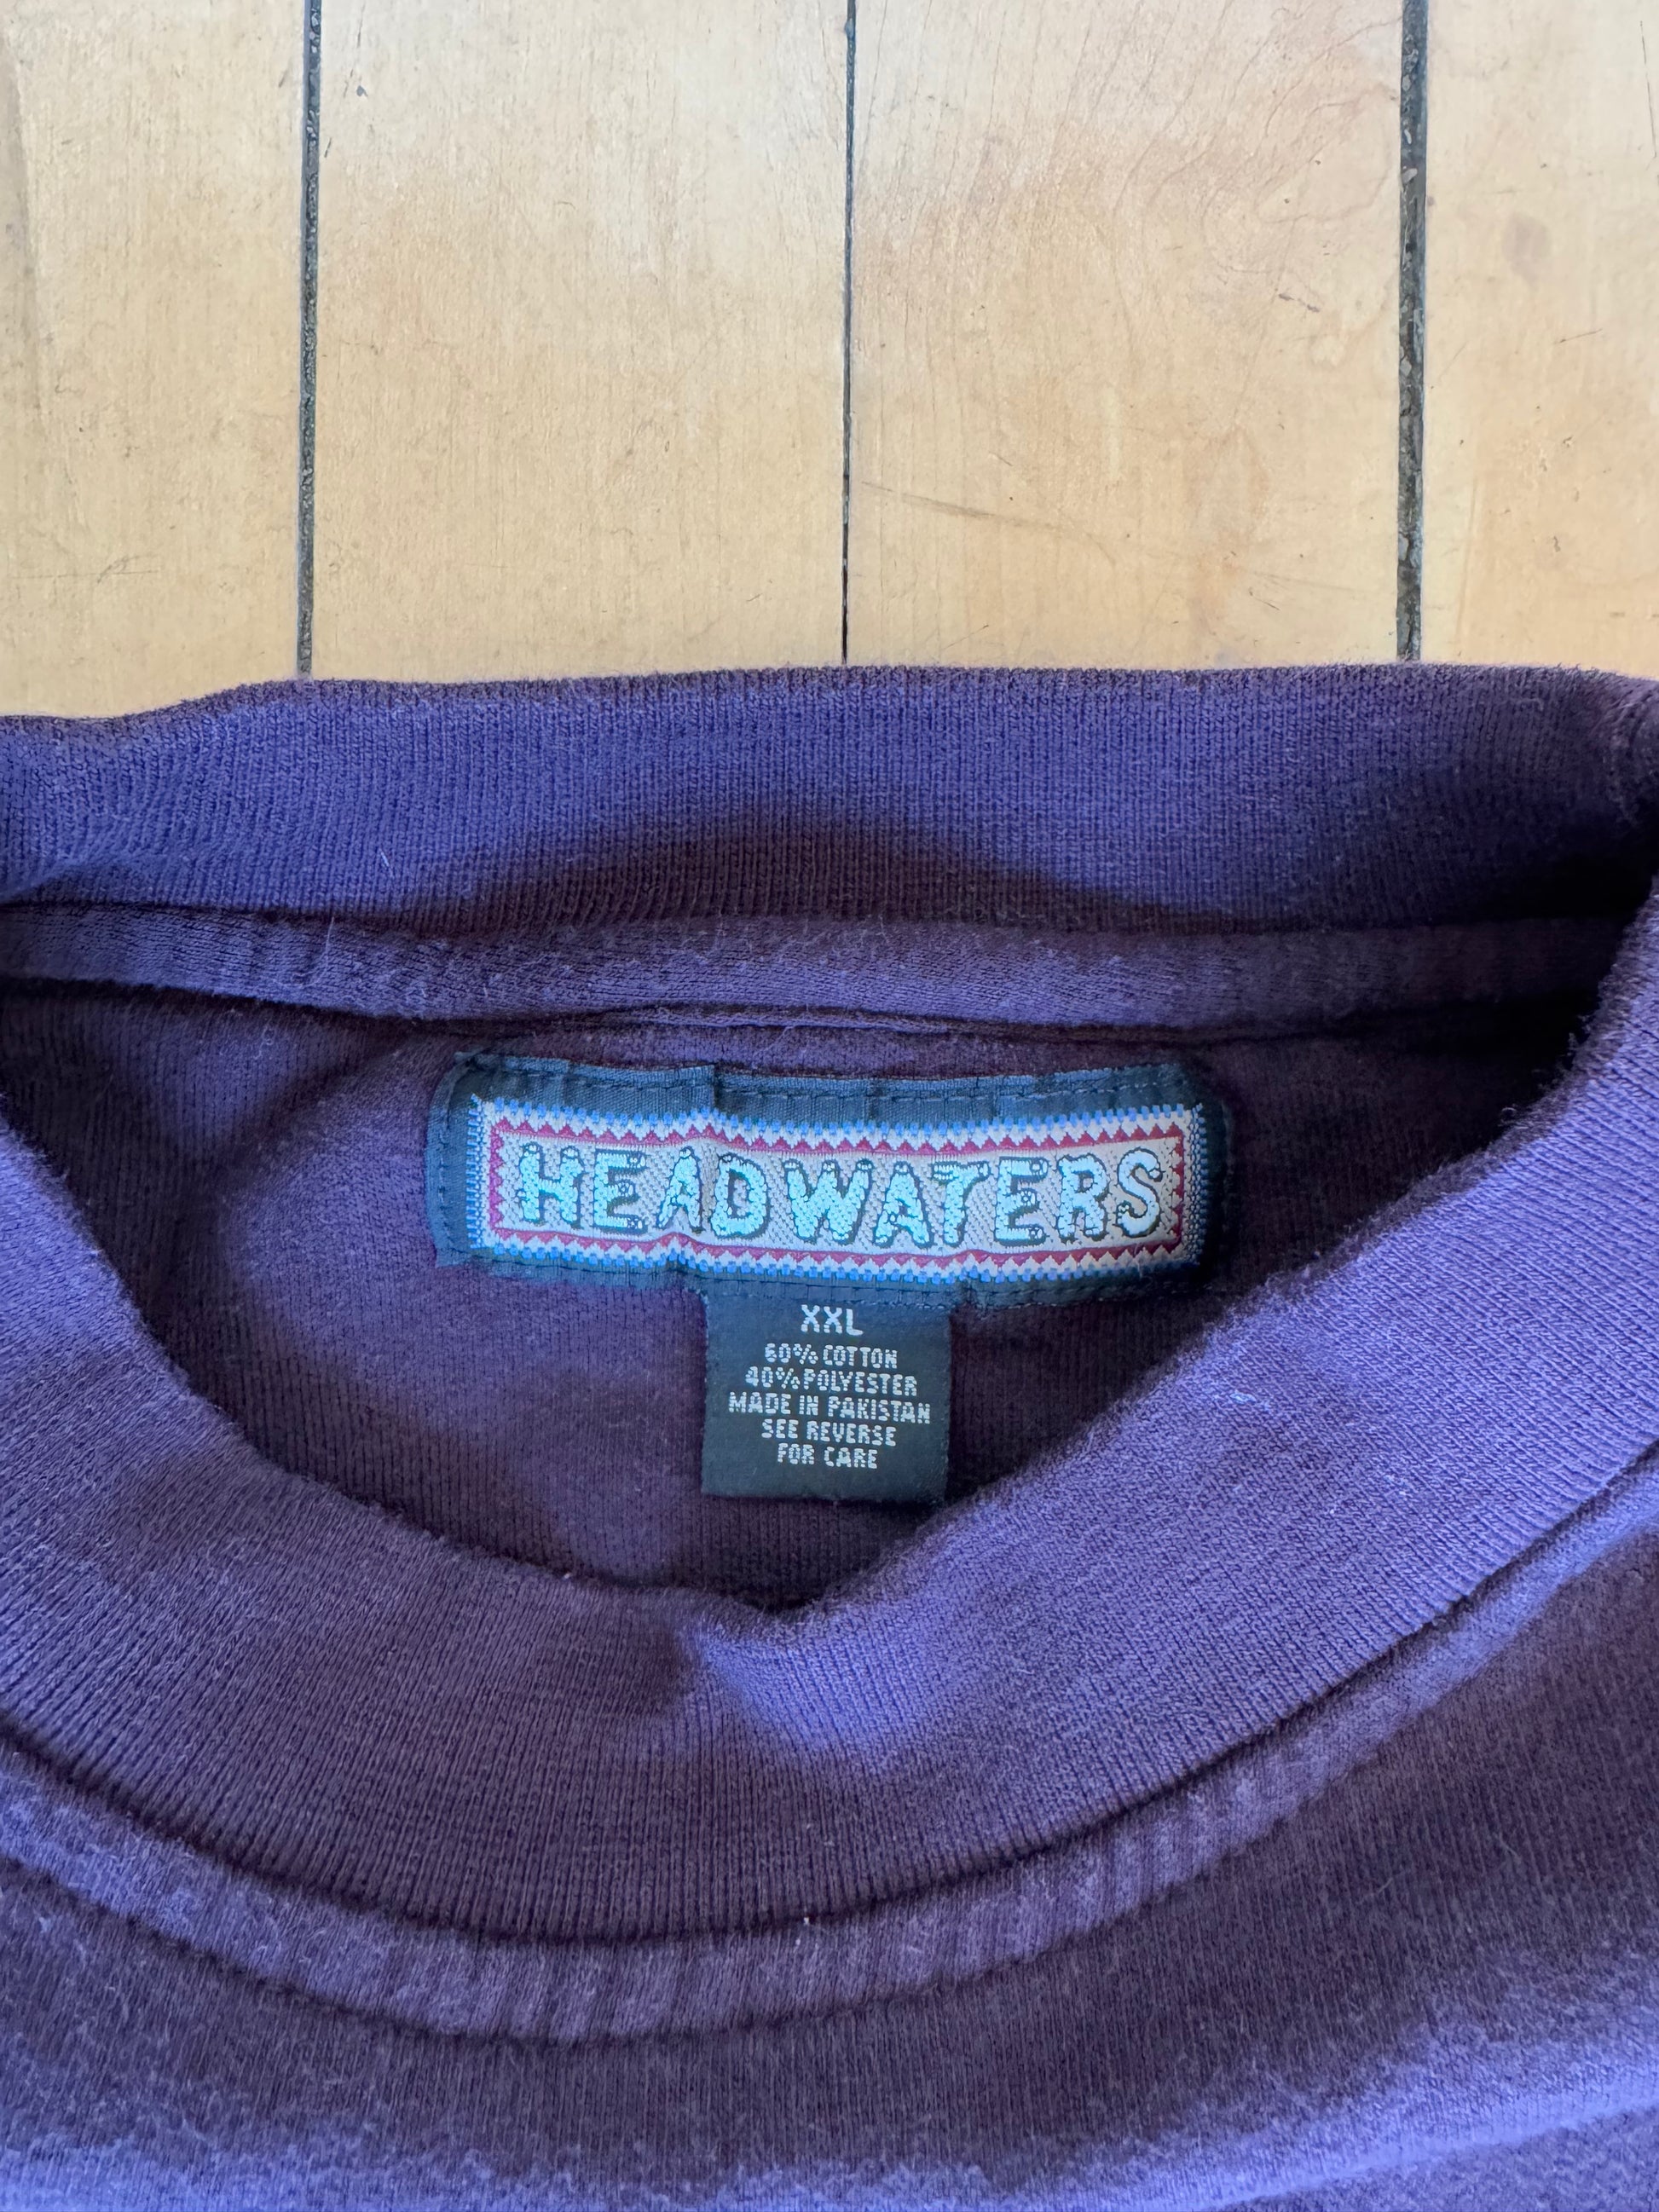 HEADWATERS
XXL
60% COTTON
40% POLYESTER
MADE IN PAKISTAN
SEE REVERSE
FOR CARE